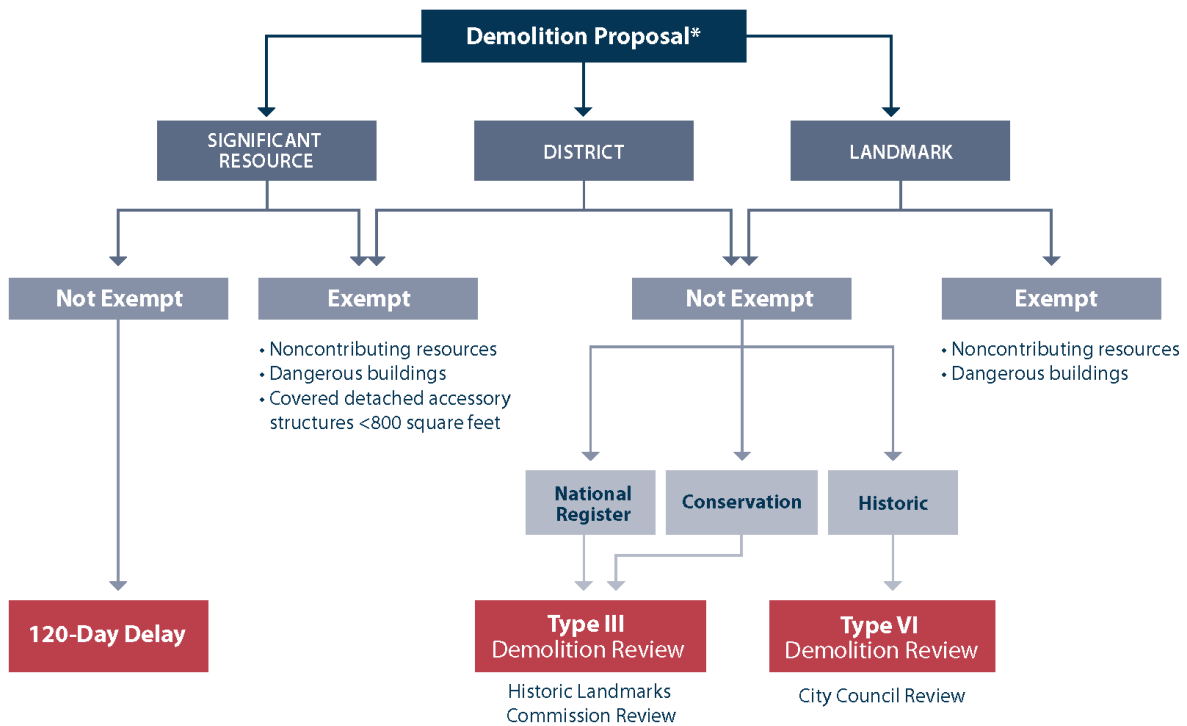 Demolition Proposal*
SIGNIFICANT
RESOURCE
DISTRICT
LANDMARK
Not Exempt
Exempt
Not Exempt
Exempt
• Noncontributing resources
• Dangerous buildings
• Covered detached accessory
structures <800 square feet
• Noncontributing resources
• Dangerous buildings
National
Register
Conservation
Historic
120-Day Delay
Type III
Demolition Review
Type VI
Demolition Review
Historic Landmarks
Commission Review
City Council Review